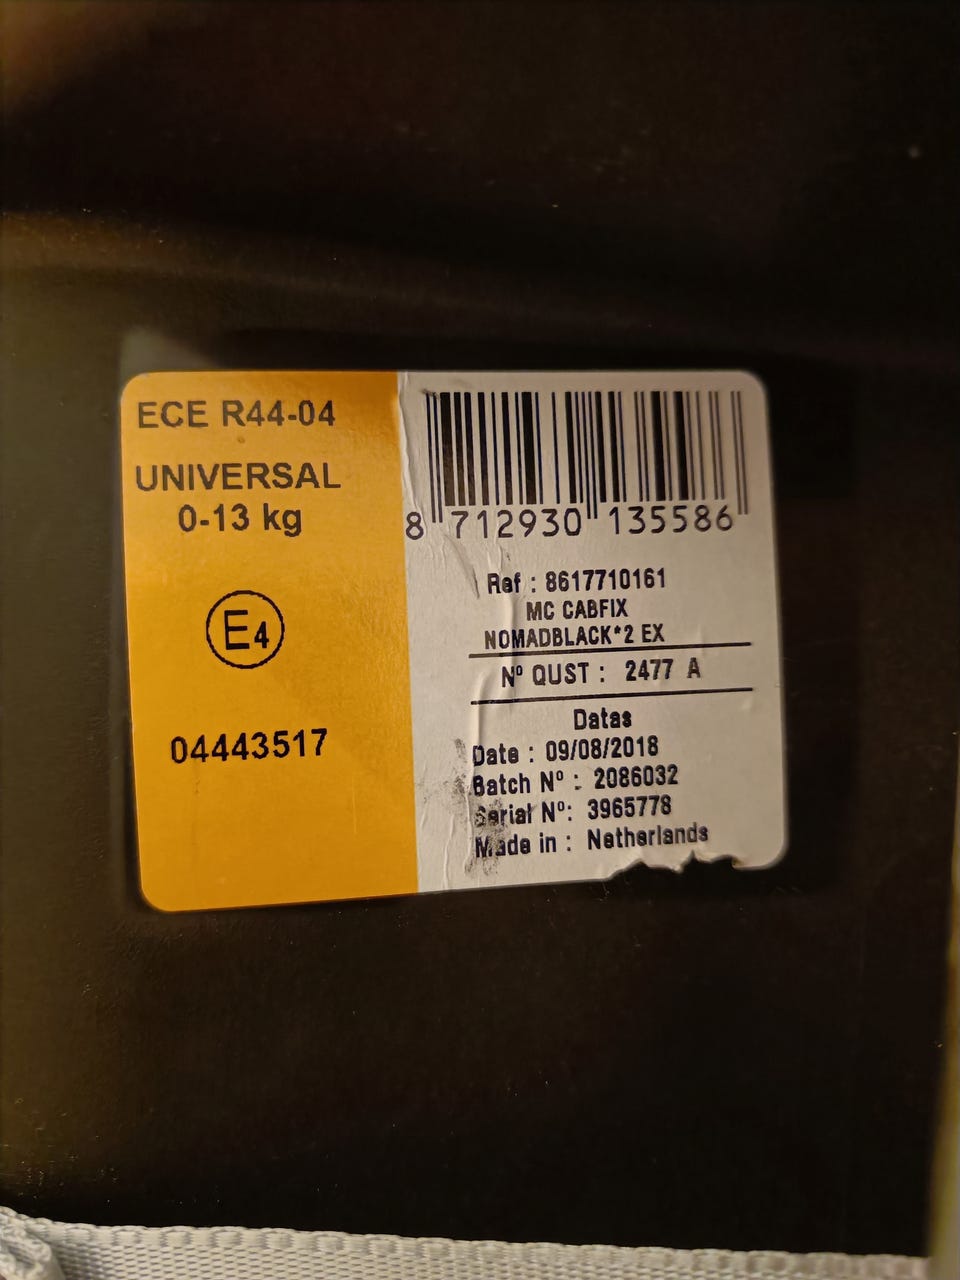 ECE R44-04
UNIVERSAL
0-13 kg
E4
04443517
8 712930 135586
Ref : 8617710161
MC CABFIX
NOMADBLACK*2 EX
Nº QUST : 2477 A
Datas
Date : 09/08/2018
Batch Nº : 2086032
Serial Nº: 3965778
Made in : Netherlands